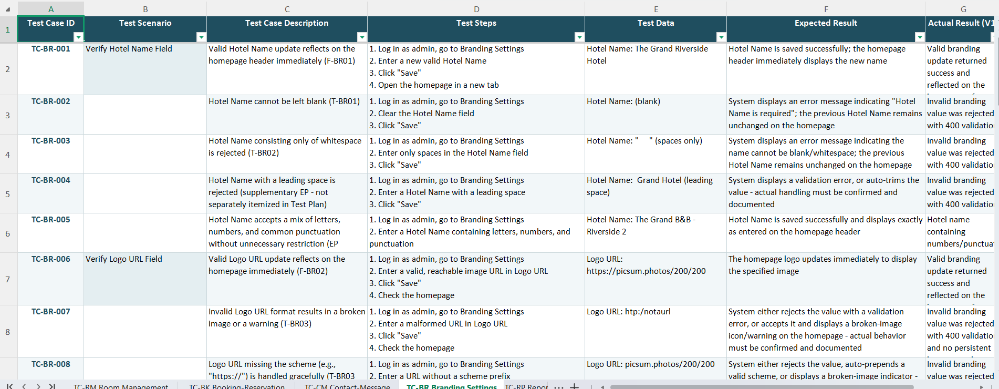 A B C D E F G
1 Test Case ID Test Scenario Test Case Description Test Steps Test Data Expected Result Actual Result (V1
2 TC-BR-001 Verify Hotel Name Field
Valid Hotel Name update reflects on the
homepage header immediately (F-BR01)
1. Log in as admin, go to Branding Settings
2. Enter a new valid Hotel Name
3. Click "Save"
4. Open the homepage in a new tab
Hotel Name: The Grand Riverside
Hotel
Hotel Name is saved successfully; the homepage
header immediately displays the new name
Valid branding
update returned
success and
reflected on the
3 TC-BR-002
Hotel Name cannot be left blank (T-BR01)
1. Log in as admin, go to Branding Settings
2. Clear the Hotel Name field
3. Click "Save"
Hotel Name: (blank)
System displays an error message indicating "Hotel
Name is required"; the previous Hotel Name remains
unchanged on the homepage
Invalid branding
value was rejected
with 400 validatio
4 TC-BR-003
Hotel Name consisting only of whitespace
is rejected (T-BR02)
1. Log in as admin, go to Branding Settings
2. Enter only spaces in the Hotel Name field
3. Click "Save"
Hotel Name: "     " (spaces only)
System displays an error message indicating the
name cannot be blank/whitespace; the previous
Hotel Name remains unchanged on the homepage
Invalid branding
value was rejected
with 400 validatio
5 TC-BR-004
Hotel Name with a leading space is
rejected (supplementary EP - not
separately itemized in Test Plan)
1. Log in as admin, go to Branding Settings
2. Enter a Hotel Name with a leading space
3. Click "Save"
Hotel Name:  Grand Hotel (leading
space)
System displays a validation error, or auto-trims the
value - actual handling must be confirmed and
documented
Invalid branding
value was rejected
with 400 validatio
6 TC-BR-005
Hotel Name accepts a mix of letters,
numbers, and common punctuation
without unnecessary restriction (EP
1. Log in as admin, go to Branding Settings
2. Enter a Hotel Name containing letters, numbers, and
punctuation
Hotel Name: The Grand B&B -
Riverside 2
Hotel Name is saved successfully and displays exactly
as entered on the homepage header
Hotel name
containing
numbers/punctuat
7 TC-BR-006 Verify Logo URL Field
Valid Logo URL update reflects on the
homepage immediately (F-BR02)
1. Log in as admin, go to Branding Settings
2. Enter a valid, reachable image URL in Logo URL
3. Click "Save"
4. Check the homepage
Logo URL:
https://picsum.photos/200/200
The homepage logo updates immediately to display
the specified image
Valid branding
update returned
success and
reflected on the
8 TC-BR-007
Invalid Logo URL format results in a broken
image or a warning (T-BR03)
1. Log in as admin, go to Branding Settings
2. Enter a malformed URL in Logo URL
3. Click "Save"
4. Check the homepage
Logo URL: htp:/notaurl
System either rejects the value with a validation
error, or accepts it and displays a broken-image
icon/warning on the homepage - actual behavior
must be confirmed and documented
Invalid branding
value was rejected
with 400 validatio
and no persistent
TC-BR-008
Logo URL missing the scheme (e.g.,
"https://") is handled gracefully (T-BR03
1. Log in as admin, go to Branding Settings
2. Enter a URL without a scheme prefix
Logo URL: picsum.photos/200/200
System either rejects the value, auto-prepends a
valid scheme, or displays a broken-image indicator -
Invalid branding
value was rejected
TC-RM Room Management TC-BK Booking-Reservation TC-CM Contact-Message TC-BR Branding Settings TC-RP Repor